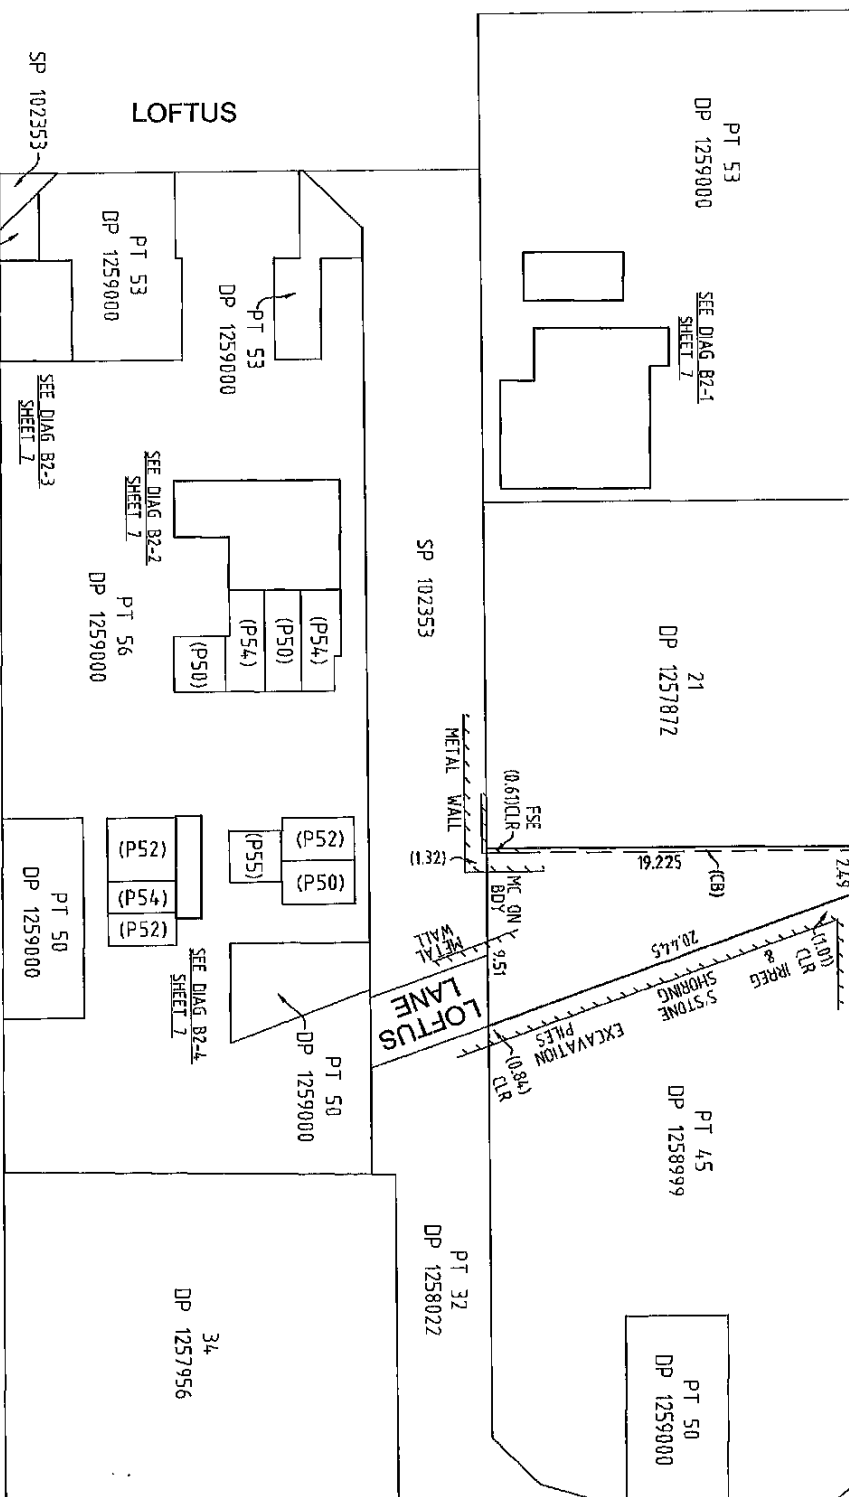 LOFTUS
SP 102353
PT 53
DP 1259000
PT 53
DP 1259000
PT 53
DP 1259000
SEE DIAG B2-1
SHEET 7
SEE DIAG B2-3
SHEET 7
SEE DIAG B2-2
SHEET 7
SP 102353
PT 56
DP 1259000
(P54)
(P50)
(P54)
(P50)
21
DP 1257872
METAL WALL
FSE
(0.61)CLR
(1.32)
MC ON
BDY
19.225
(CB)
2.49
(1.01)
CLR
20.445
S'STONE
SHORING
&
IRREG
EXCAVATION
PILES
(0.84)
CLR
METAL
WALL
9.51
LOFTUS
LANE
(P52)
(P54)
(P52)
(P55)
(P52)
(P50)
PT 50
DP 1259000
SEE DIAG B2-4
SHEET 7
PT 50
DP 1259000
PT 45
DP 1258999
PT 32
DP 1258022
34
DP 1257956
PT 50
DP 1259000